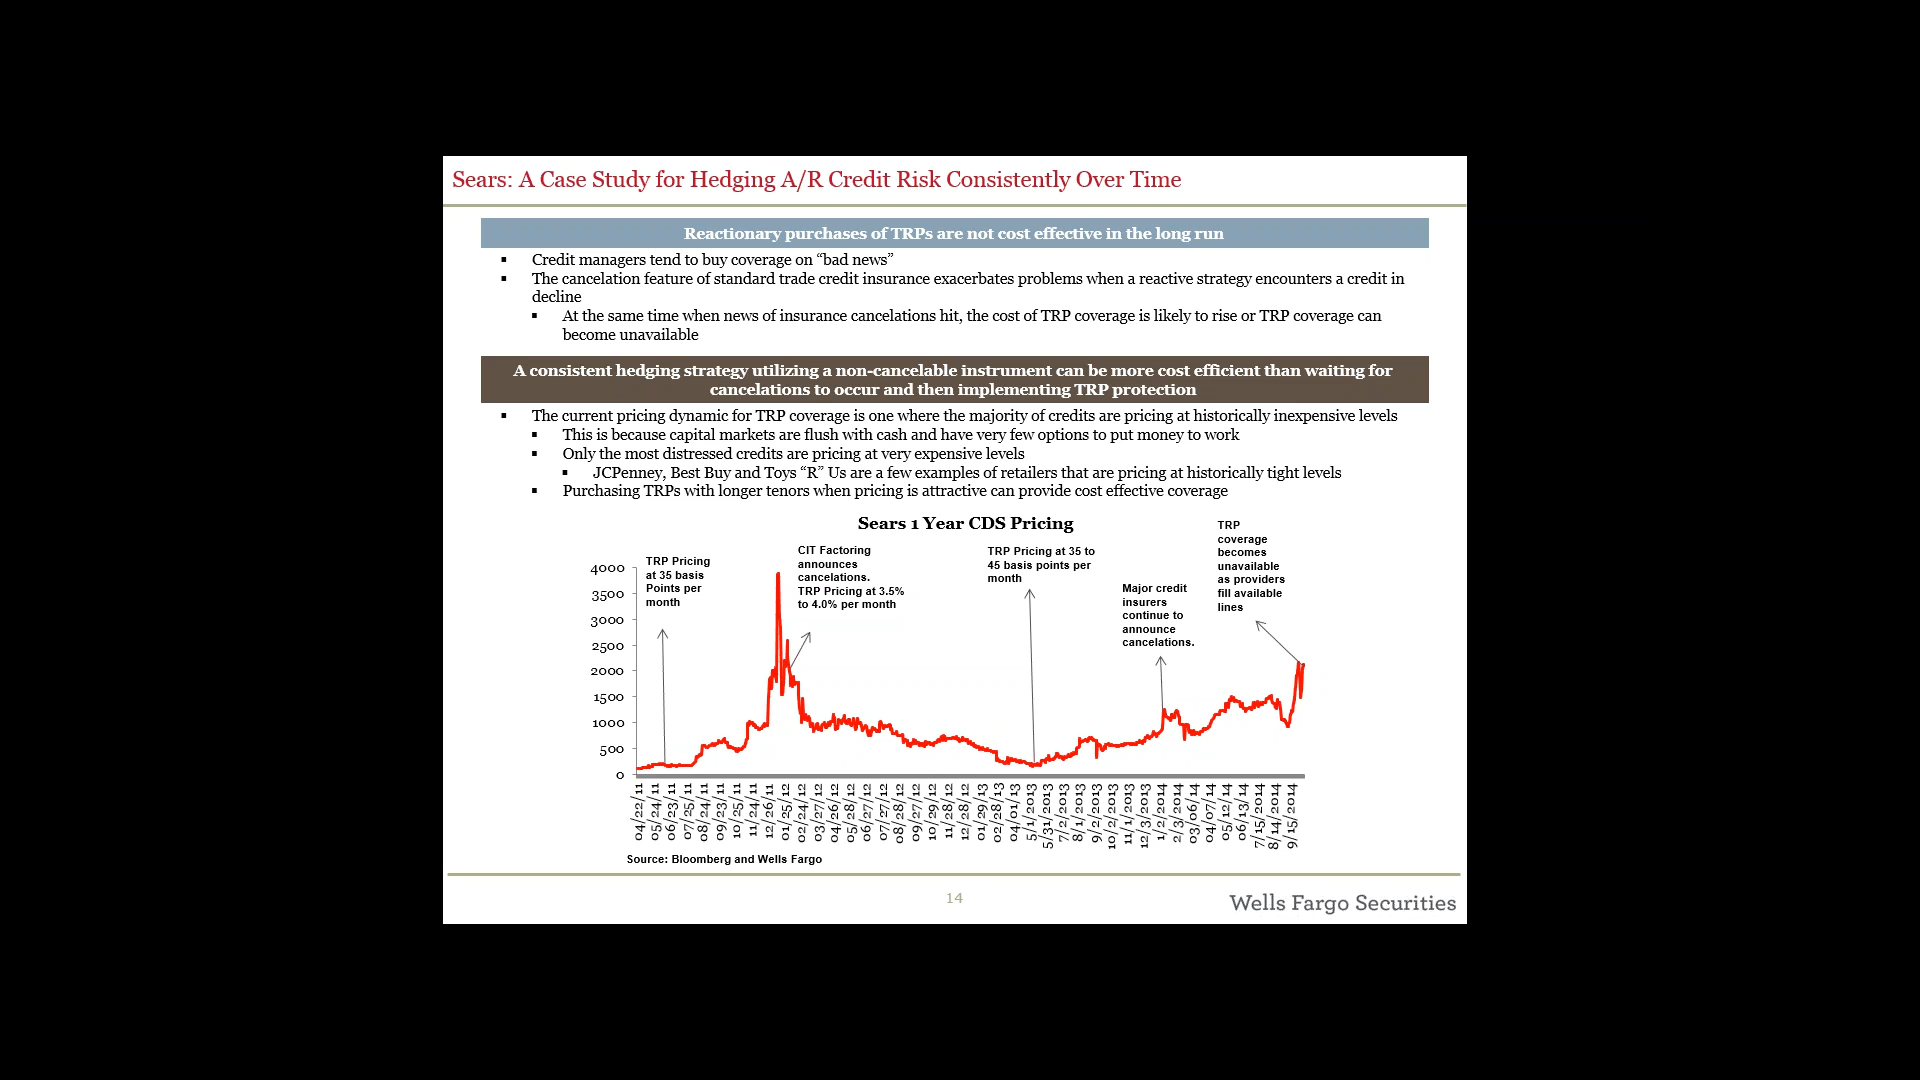 Sears: A Case Study for Hedging A/R Credit Risk Consistently Over Time
Reactionary purchases of TRPs are not cost effective in the long run
▪ Credit managers tend to buy coverage on “bad news”
▪ The cancelation feature of standard trade credit insurance exacerbates problems when a reactive strategy encounters a credit in
decline
▪ At the same time when news of insurance cancelations hit, the cost of TRP coverage is likely to rise or TRP coverage can
become unavailable
A consistent hedging strategy utilizing a non-cancelable instrument can be more cost efficient than waiting for
cancelations to occur and then implementing TRP protection
▪ The current pricing dynamic for TRP coverage is one where the majority of credits are pricing at historically inexpensive levels
▪ This is because capital markets are flush with cash and have very few options to put money to work
▪ Only the most distressed credits are pricing at very expensive levels
▪ JCPenney, Best Buy and Toys “R” Us are a few examples of retailers that are pricing at historically tight levels
▪ Purchasing TRPs with longer tenors when pricing is attractive can provide cost effective coverage
Sears 1 Year CDS Pricing
TRP Pricing
at 35 basis
Points per
month
CIT Factoring
announces
cancelations.
TRP Pricing at 3.5%
to 4.0% per month
TRP Pricing at 35 to
45 basis points per
month
Major credit
insurers
continue to
announce
cancelations.
TRP
coverage
becomes
unavailable
as providers
fill available
lines
4000
3500
3000
2500
2000
1500
1000
500
0
04/22/11
05/24/11
06/23/11
07/25/11
08/24/11
09/23/11
10/25/11
11/24/11
12/26/11
01/25/12
02/24/12
03/27/12
04/26/12
05/28/12
06/27/12
07/27/12
08/28/12
09/27/12
10/29/12
11/28/12
12/28/12
01/29/13
02/28/13
04/01/13
5/1/2013
5/31/2013
7/2/2013
8/1/2013
9/2/2013
10/2/2013
11/1/2013
12/3/2013
1/2/2014
2/3/2014
03/06/14
04/07/14
05/12/14
06/13/14
7/15/2014
8/14/2014
9/15/2014
Source: Bloomberg and Wells Fargo
14
Wells Fargo Securities